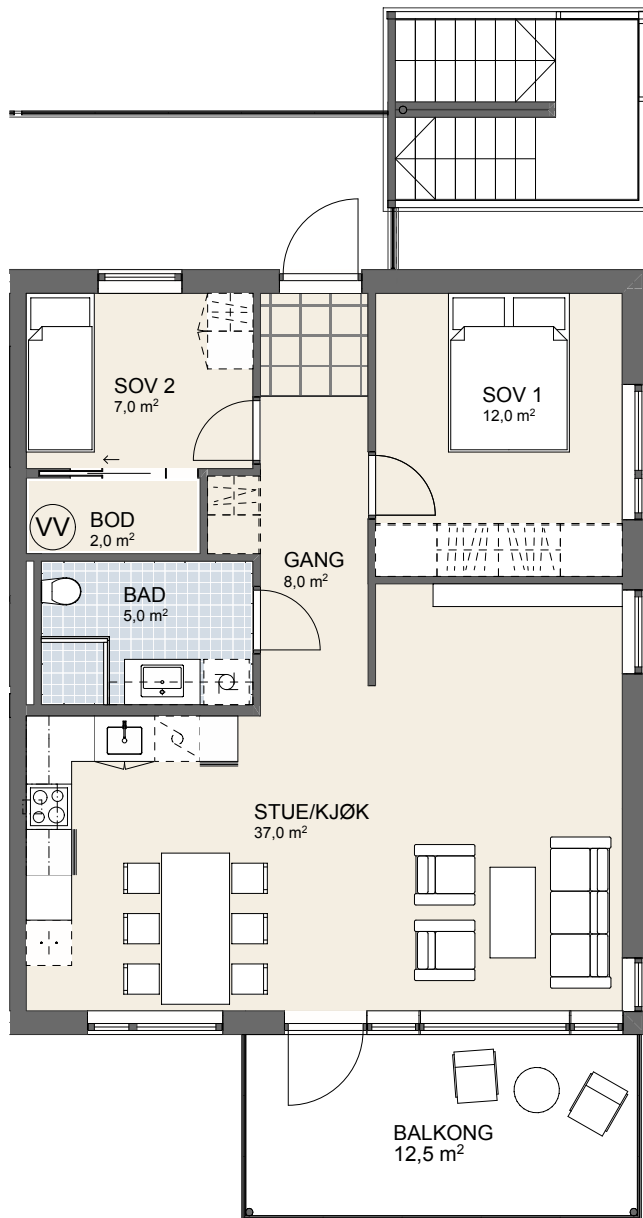 SOV 2
7,0 m²
SOV 1
12,0 m²
VV
BOD
2,0 m²
GANG
8,0 m²
BAD
5,0 m²
STUE/KJØK
37,0 m²
BALKONG
12,5 m²